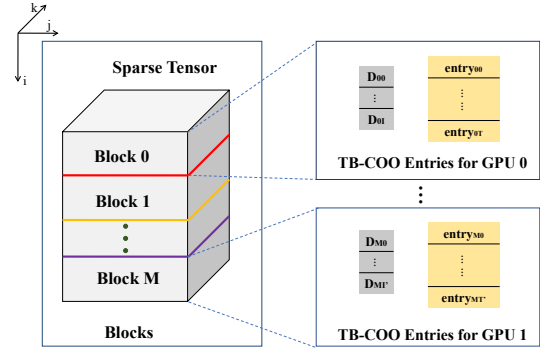 k
j
i
Sparse Tensor
Block 0
Block 1
Block M
Blocks
D00
⋮
D0I
entry00
⋮ ⋮
entry0T
TB-COO Entries for GPU 0
⋮
DM0
⋮
DMI'
entryM0
⋮ ⋮
entryMT'
TB-COO Entries for GPU 1